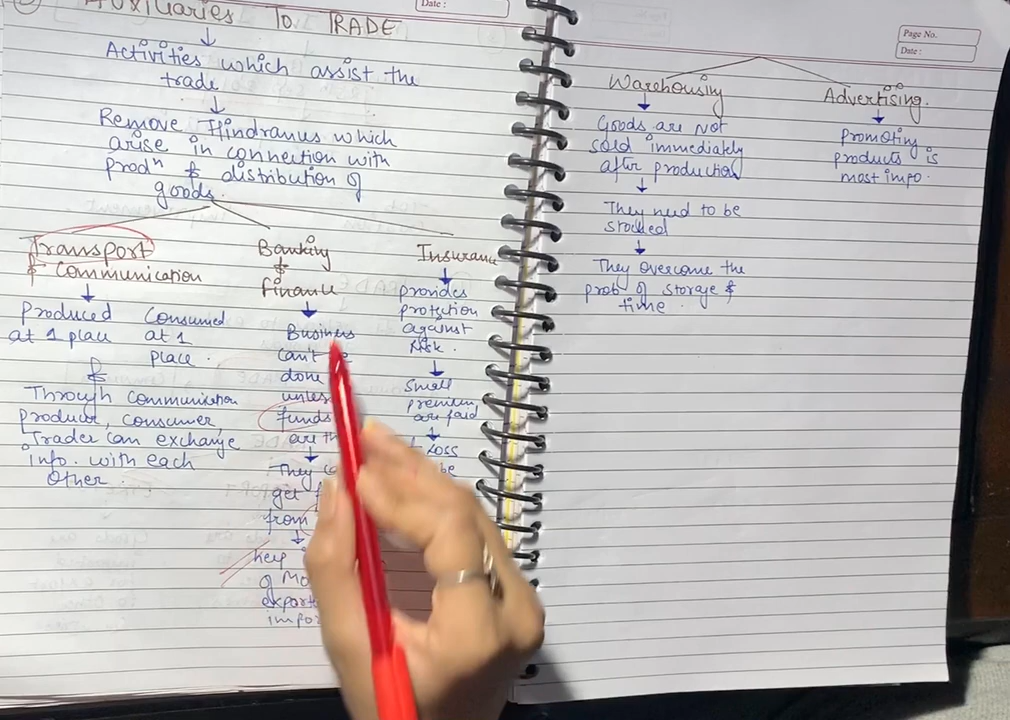 Auxiliaries To TRADE
Date :
Activities which assist the
trade
Remove Hindrances which
arise in connection with
prodn & distribution of
goods.
Transport
& Communication
Produced
at 1 place
Consumed
at 1
place .
&
Through communication
producer, consumer,
Trader can exchange
info. with each
Other .
Banking
&
Finance
Business
can't be
done
unless
funds
are
They
get
from
keep
of
export
impo
Insurance
provides
protection
against
Risk .
Small
premium
are paid
Loss
be
Page No.
Date :
Warehousing
Goods are Not
sold immediately
after production
They need to be
stocked
They overcome the
prob of storage &
time .
Advertising.
Promoting
products is
most impo.